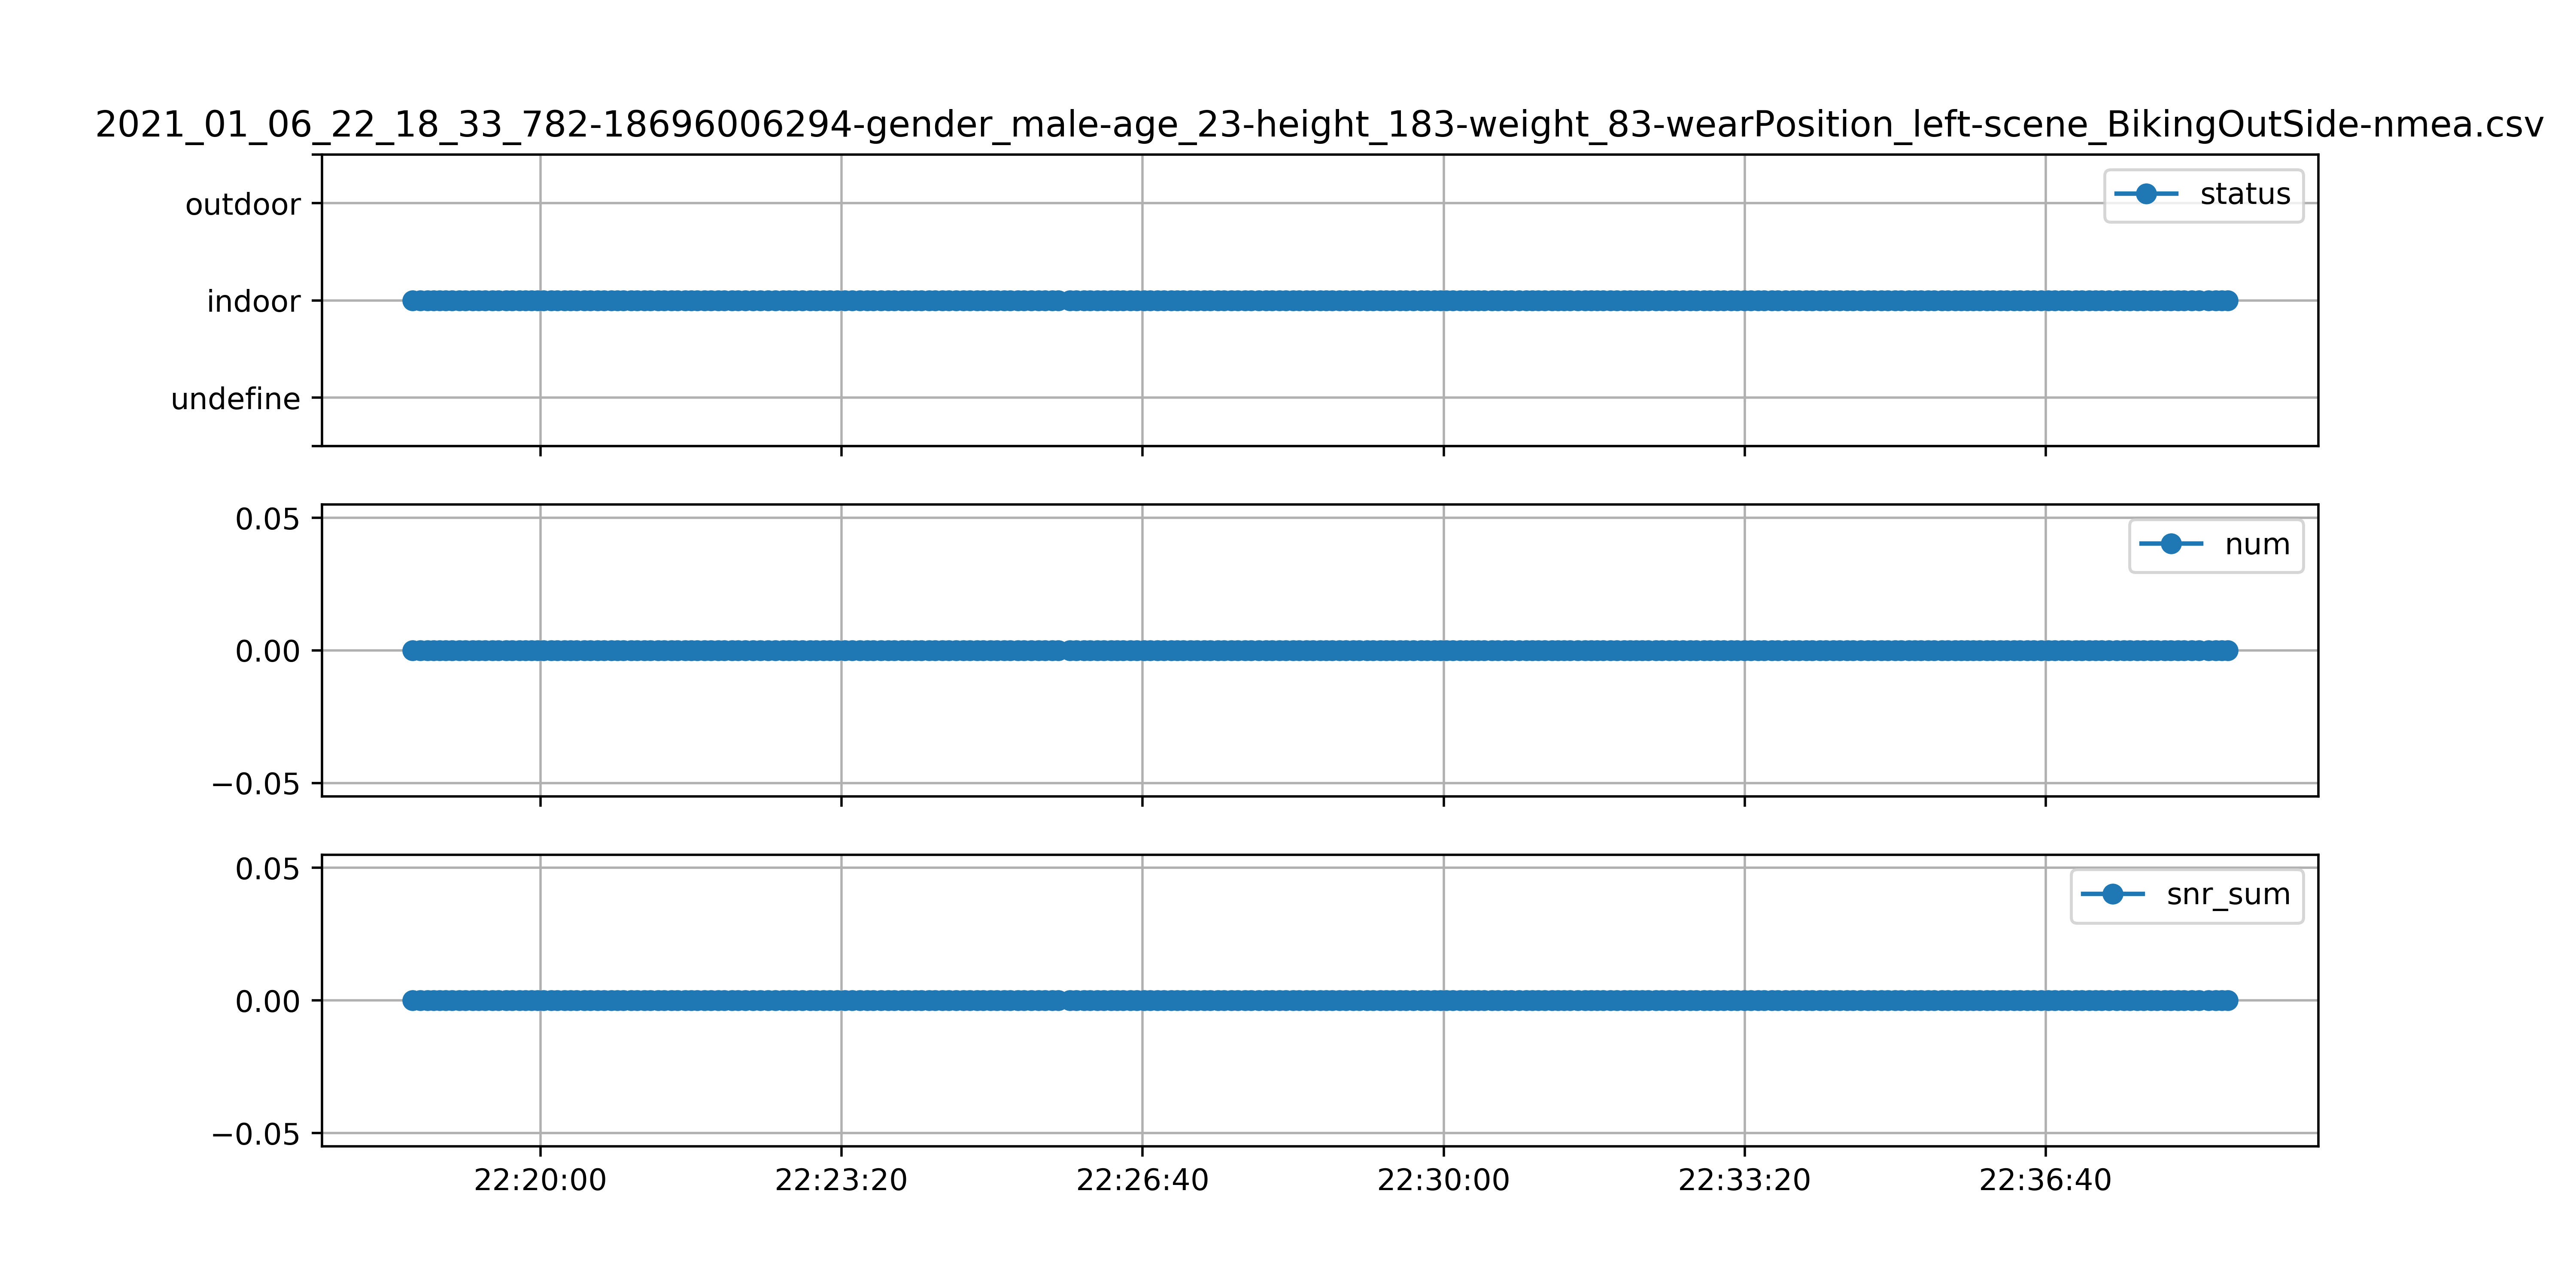 2021_01_06_22_18_33_782-18696006294-gender_male-age_23-height_183-weight_83-wearPosition_left-scene_BikingOutSide-nmea.csv
outdoor
status
indoor
undefine
0.05
num
0.00
−0.05
0.05
snr_sum
0.00
−0.05
22:20:00 22:23:20 22:26:40 22:30:00 22:33:20 22:36:40